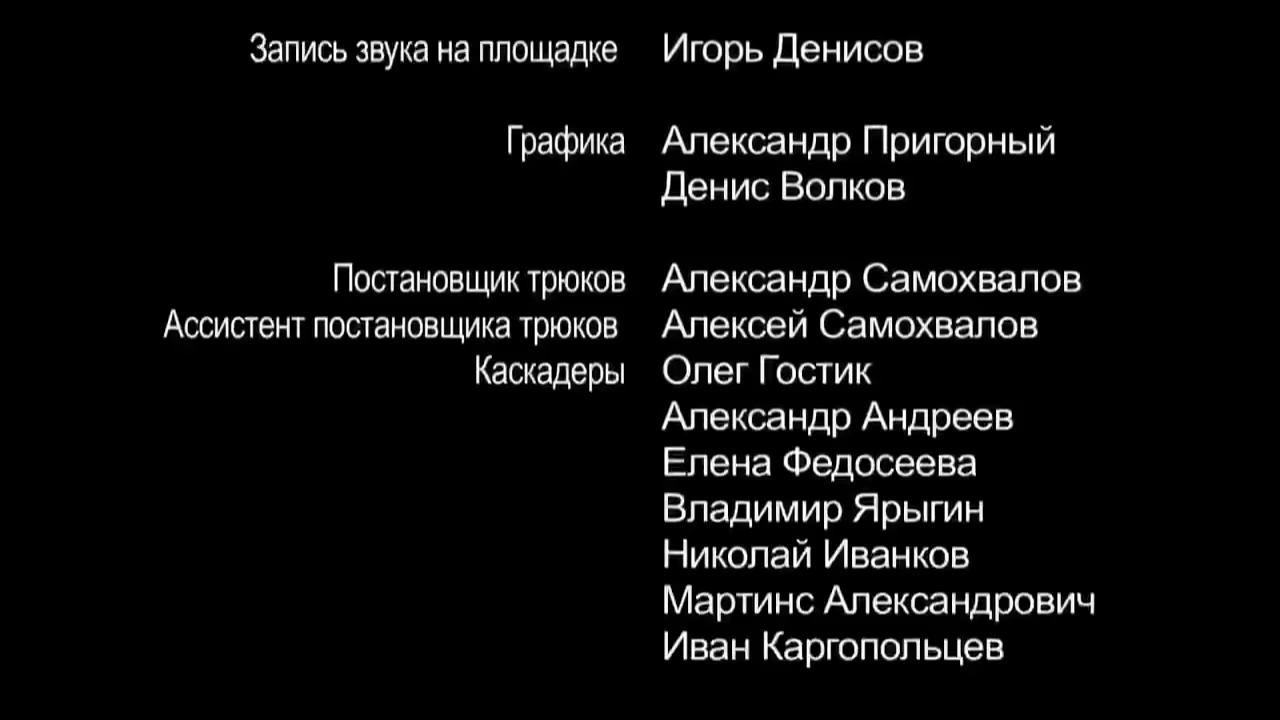 Запись звука на площадке Игорь Денисов
Графика Александр Пригорный
Денис Волков
Постановщик трюков Александр Самохвалов
Ассистент постановщика трюков Алексей Самохвалов
Каскадеры Олег Гостик
Александр Андреев
Елена Федосеева
Владимир Ярыгин
Николай Иванков
Мартинс Александрович
Иван Каргопольцев